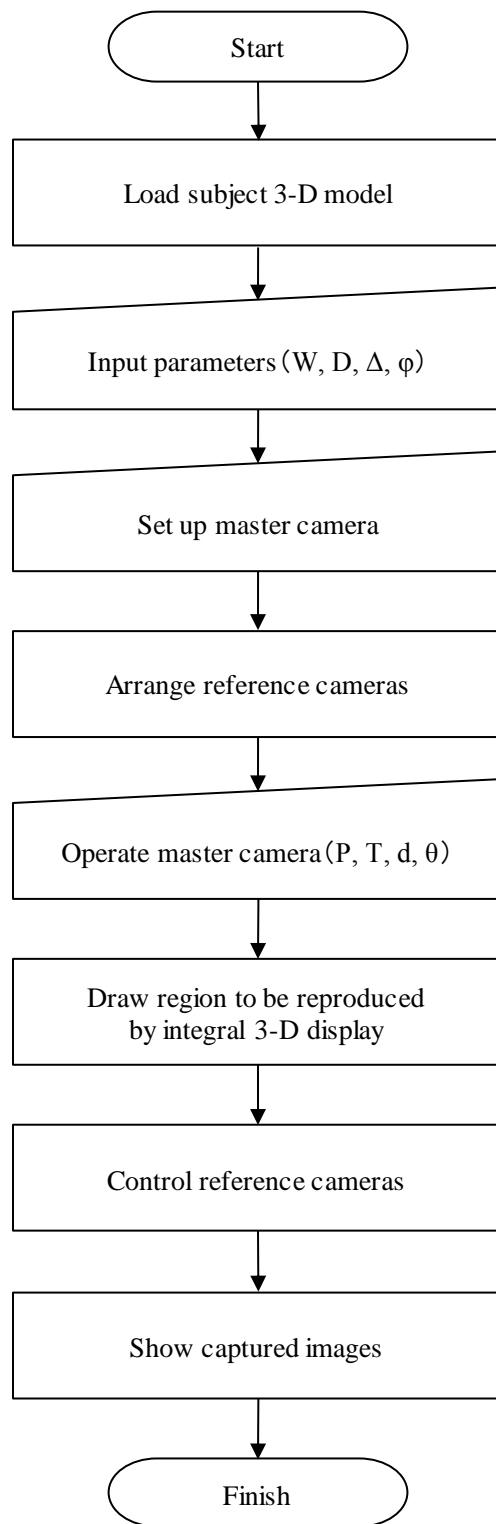 Start
Load subject 3-D model
Input parameters（W, D, Δ, φ）
Set up master camera
Arrange reference cameras
Operate master camera（P, T, d, θ）
Draw region to be reproduced
by integral 3-D display
Control reference cameras
Show captured images
Finish